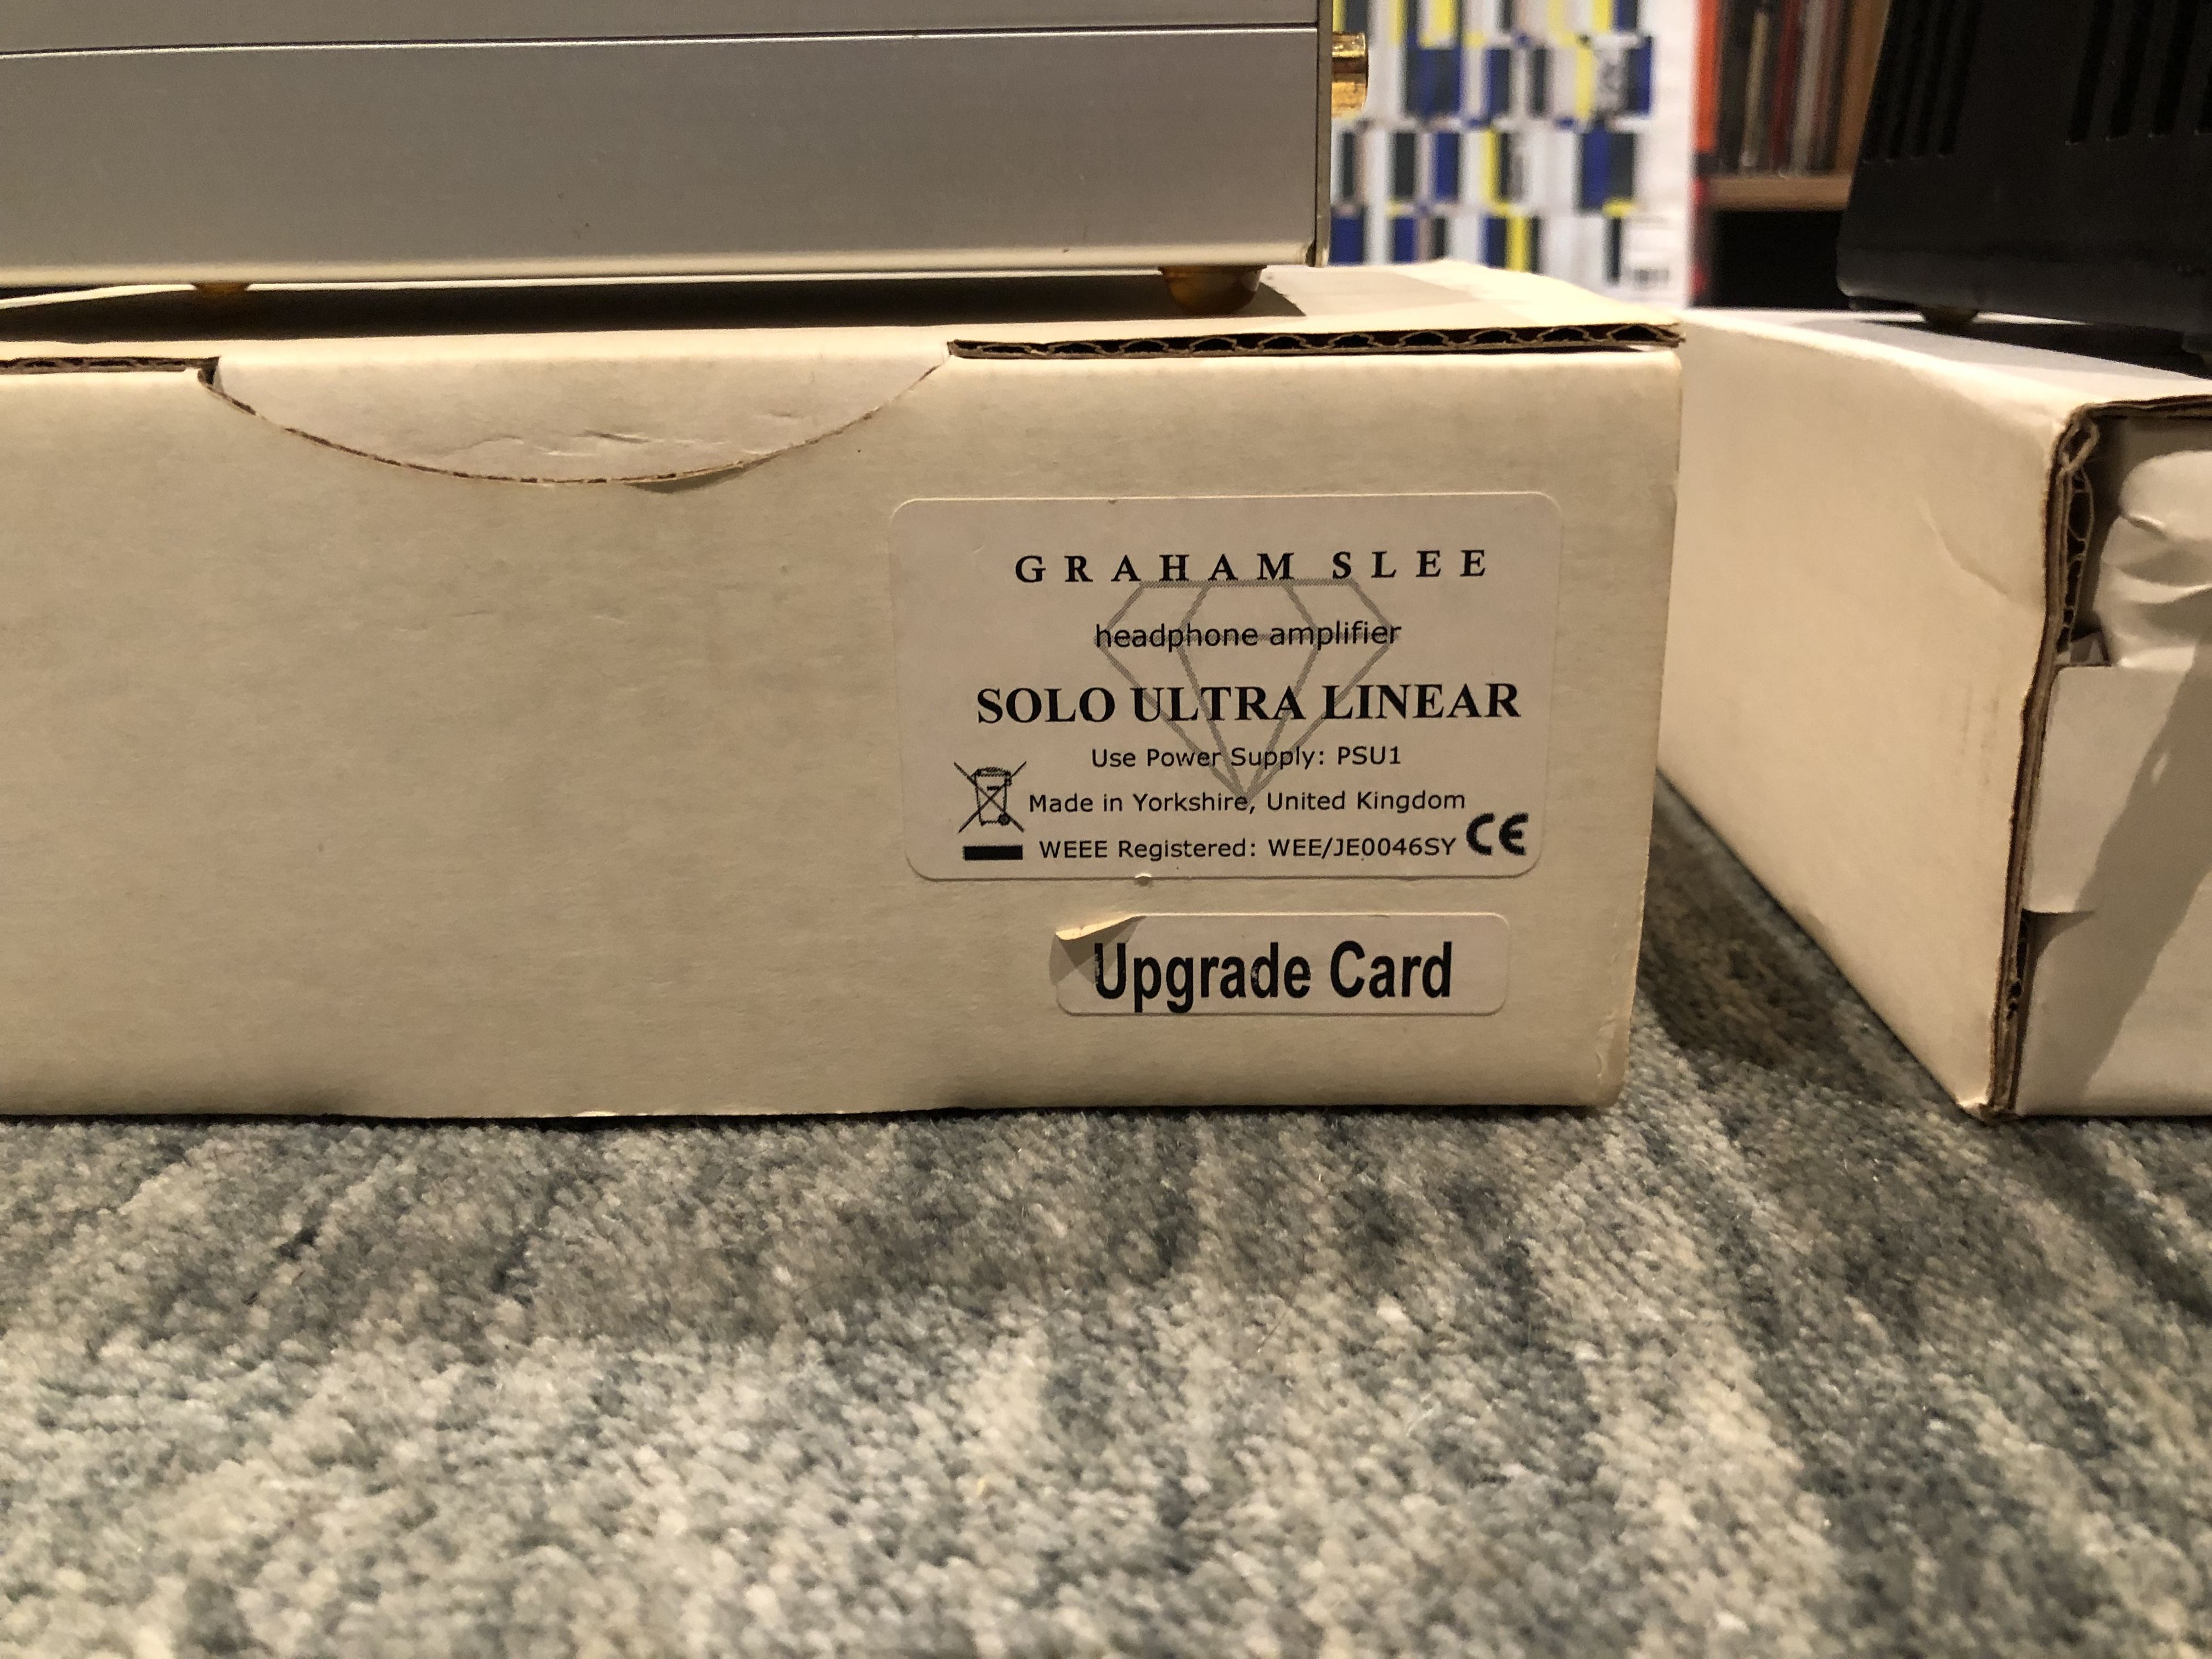 GRAHAM SLEE
headphone amplifier
SOLO ULTRA LINEAR
Use Power Supply: PSU1
Made in Yorkshire, United Kingdom
WEEE Registered: WEE/JE0046SY CE
Upgrade Card